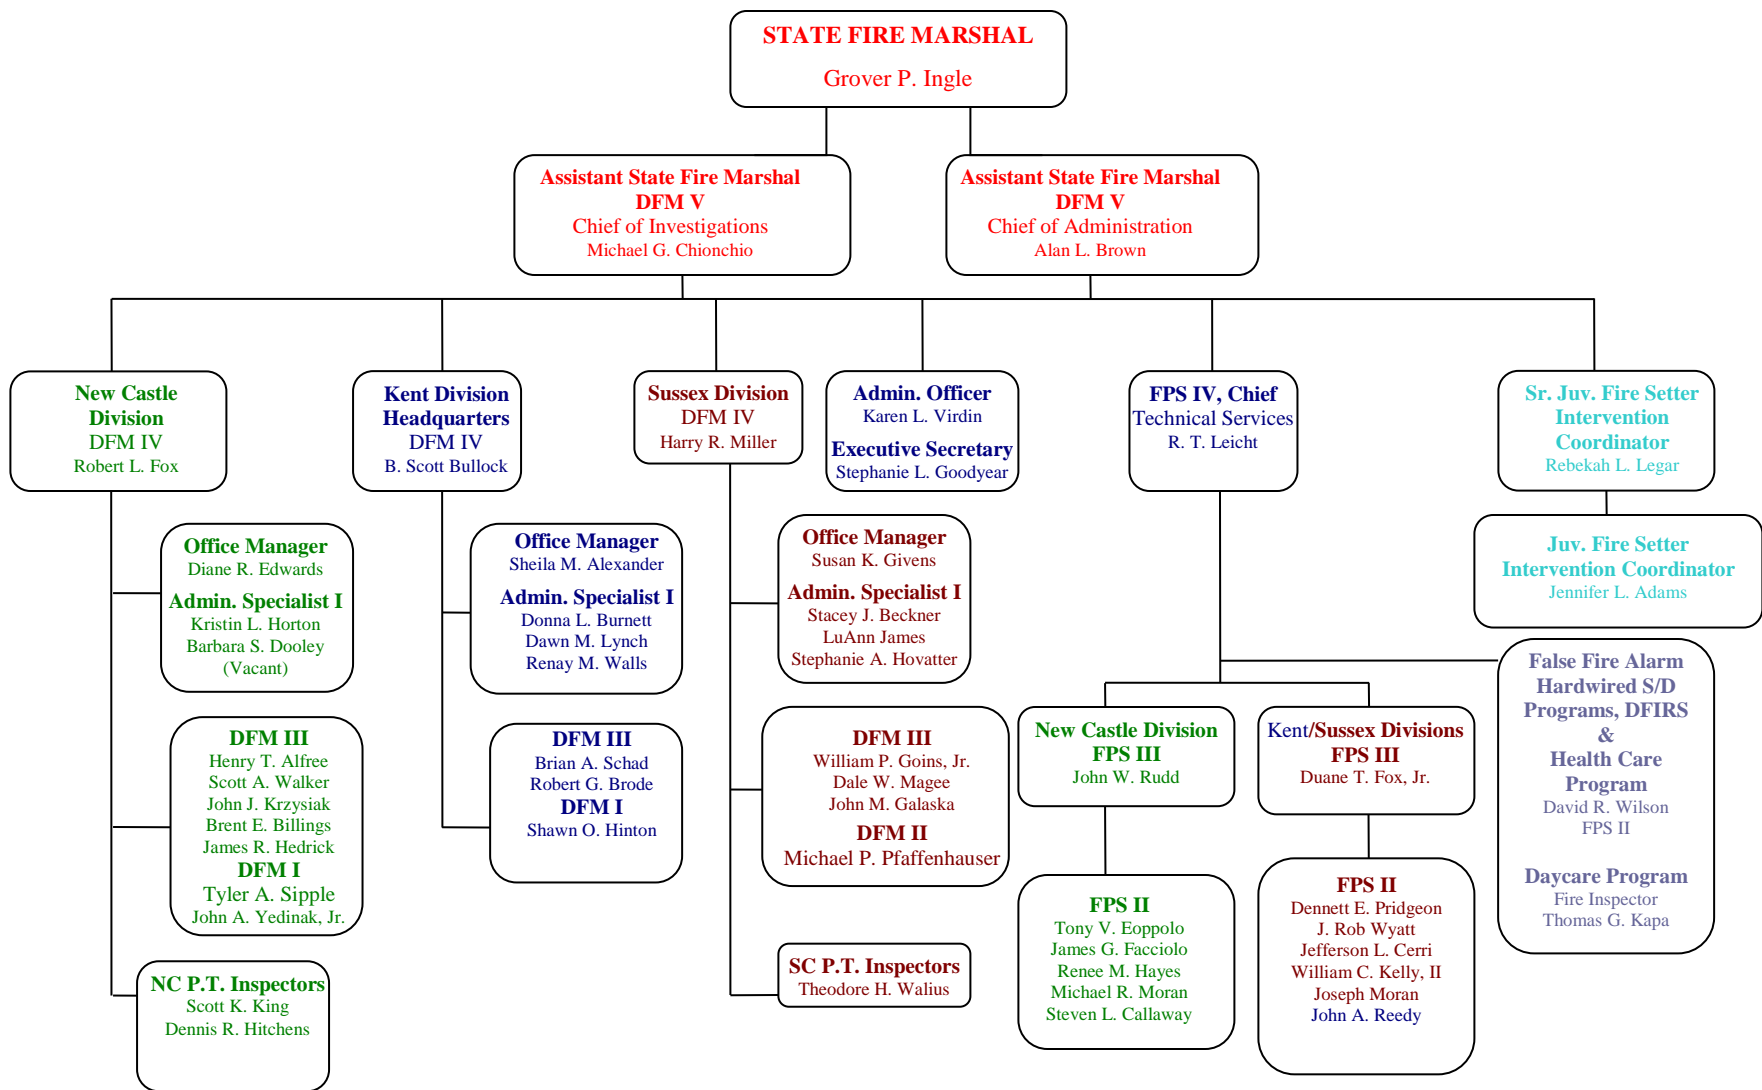 STATE FIRE MARSHAL
Grover P. Ingle
Assistant State Fire Marshal
DFM V
Chief of Investigations
Michael G. Chionchio
Assistant State Fire Marshal
DFM V
Chief of Administration
Alan L. Brown
New Castle
Division
DFM IV
Robert L. Fox
Kent Division
Headquarters
DFM IV
B. Scott Bullock
Sussex Division
DFM IV
Harry R. Miller
Admin. Officer
Karen L. Virdin
Executive Secretary
Stephanie L. Goodyear
FPS IV, Chief
Technical Services
R. T. Leicht
Sr. Juv. Fire Setter
Intervention
Coordinator
Rebekah L. Legar
Office Manager
Diane R. Edwards
Admin. Specialist I
Kristin L. Horton
Barbara S. Dooley
(Vacant)
Office Manager
Sheila M. Alexander
Admin. Specialist I
Donna L. Burnett
Dawn M. Lynch
Renay M. Walls
Office Manager
Susan K. Givens
Admin. Specialist I
Stacey J. Beckner
LuAnn James
Stephanie A. Hovatter
Juv. Fire Setter
Intervention Coordinator
Jennifer L. Adams
DFM III
Henry T. Alfree
Scott A. Walker
John J. Krzysiak
Brent E. Billings
James R. Hedrick
DFM I
Tyler A. Sipple
John A. Yedinak, Jr.
DFM III
Brian A. Schad
Robert G. Brode
DFM I
Shawn O. Hinton
DFM III
William P. Goins, Jr.
Dale W. Magee
John M. Galaska
DFM II
Michael P. Pfaffenhauser
New Castle Division
FPS III
John W. Rudd
Kent/Sussex Divisions
FPS III
Duane T. Fox, Jr.
False Fire Alarm
Hardwired S/D
Programs, DFIRS
&
Health Care
Program
David R. Wilson
FPS II
Daycare Program
Fire Inspector
Thomas G. Kapa
NC P.T. Inspectors
Scott K. King
Dennis R. Hitchens
SC P.T. Inspectors
Theodore H. Walius
FPS II
Tony V. Eoppolo
James G. Facciolo
Renee M. Hayes
Michael R. Moran
Steven L. Callaway
FPS II
Dennett E. Pridgeon
J. Rob Wyatt
Jefferson L. Cerri
William C. Kelly, II
Joseph Moran
John A. Reedy